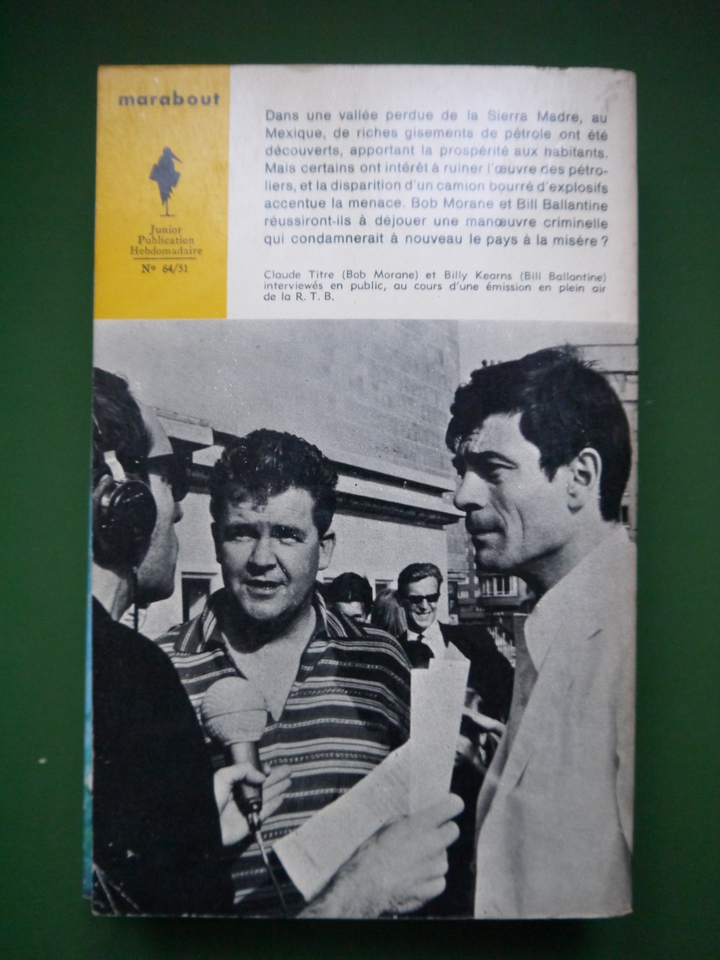 marabout
Junior
Publication
Hebdomadaire
Nº 64/51
Dans une vallée perdue de la Sierra Madre, au
Mexique, de riches gisements de pétrole ont été
découverts, apportant la prospérité aux habitants.
Mais certains ont intérêt à ruiner l'œuvre des pétro-
liers, et la disparition d'un camion bourré d'explosifs
accentue la menace. Bob Morane et Bill Ballantine
réussiront-ils à déjouer une manœuvre criminelle
qui condamnerait à nouveau le pays à la misère ?
Claude Titre (Bob Morane) et Billy Kearns (Bill Ballantine)
interviewés en public, au cours d'une émission en plein air
de la R. T. B.